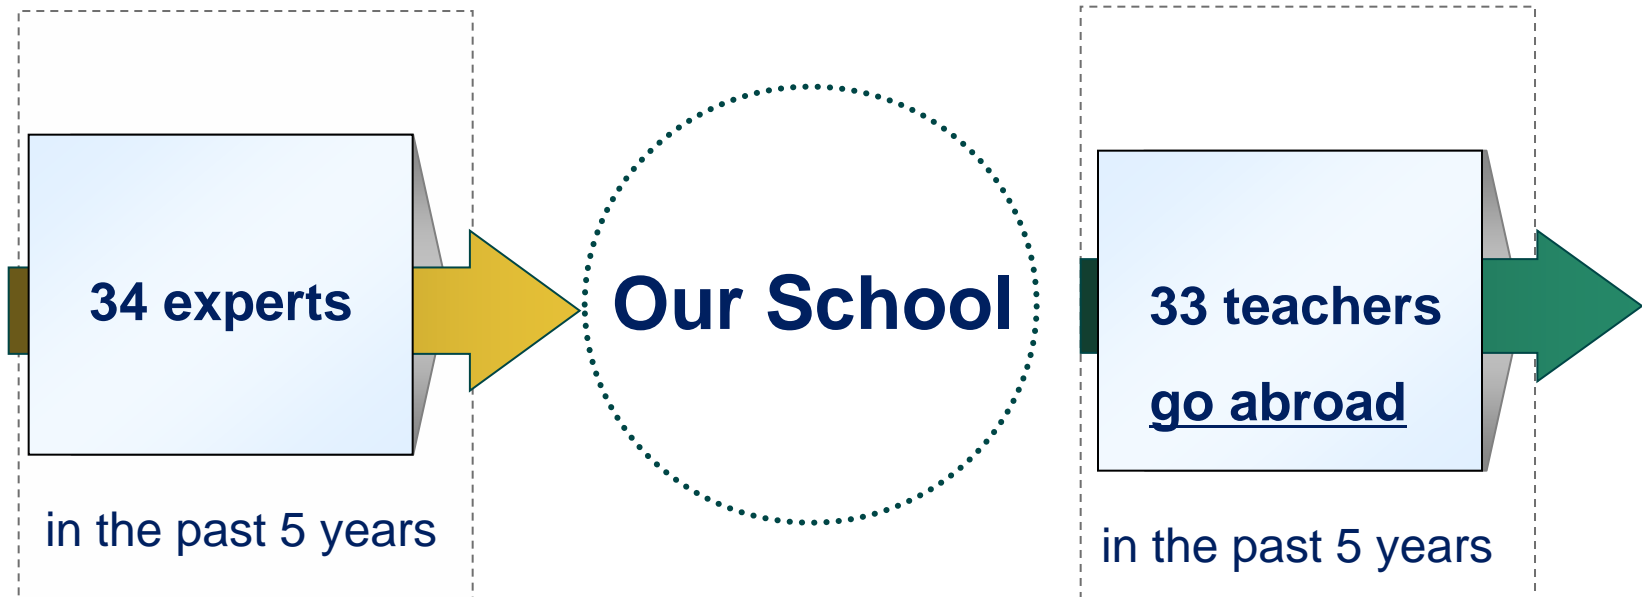 34 experts
in the past 5 years
Our School
33 teachers
go abroad
in the past 5 years